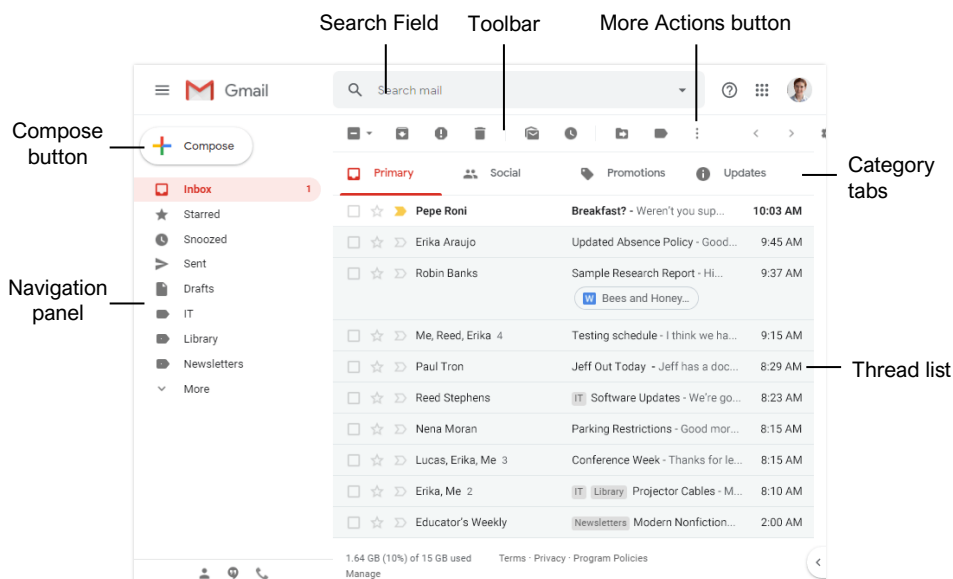 Search Field Toolbar More Actions button
Gmail Search mail
Compose
button
Compose
Primary Social Promotions Updates
Category
tabs
Inbox 1
Starred
Snoozed
Sent
Drafts
IT
Library
Newsletters
More
Navigation
panel
Pepe Roni Breakfast? - Weren't you sup... 10:03 AM
Erika Araujo Updated Absence Policy - Good... 9:45 AM
Robin Banks Sample Research Report - Hi... 9:37 AM
W Bees and Honey...
Me, Reed, Erika 4 Testing schedule - I think we ha... 9:15 AM
Paul Tron Jeff Out Today - Jeff has a doc... 8:29 AM
Thread list
Reed Stephens IT Software Updates - We're go... 8:23 AM
Nena Moran Parking Restrictions - Good mor... 8:15 AM
Lucas, Erika, Me 3 Conference Week - Thanks for le... 8:15 AM
Erika, Me 2 IT Library Projector Cables - M... 8:10 AM
Educator's Weekly Newsletters Modern Nonfiction... 2:00 AM
1.64 GB (10%) of 15 GB used Terms · Privacy · Program Policies
Manage